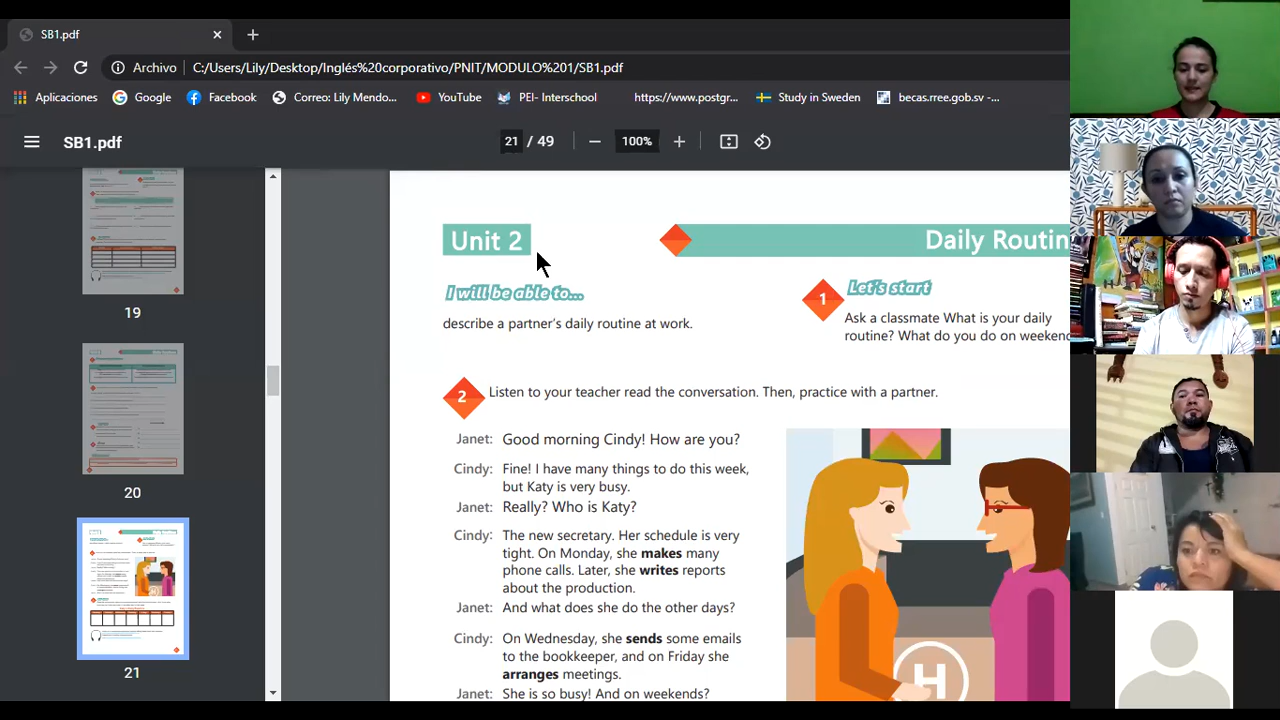 SB1.pdf
Archivo C:/Users/Lily/Desktop/Inglés%20corporativo/PNIT/MODULO%201/SB1.pdf
Aplicaciones Google Facebook Correo: Lily Mendo... YouTube PEI- Interschool https://www.postgr... Study in Sweden becas.rree.gob.sv -...
SB1.pdf 21 / 49 100%
19
20
21
Unit 2 Daily Routin
I will be able to...
describe a partner's daily routine at work.
1 Let's start
Ask a classmate What is your daily
routine? What do you do on weekend
2 Listen to your teacher read the conversation. Then, practice with a partner.
Janet: Good morning Cindy! How are you?
Cindy: Fine! I have many things to do this week,
but Katy is very busy.
Janet: Really? Who is Katy?
Cindy: The new secretary. Her schedule is very
tight. On Monday, she makes many
phone calls. Later, she writes reports
about the production.
Janet: And what does she do the other days?
Cindy: On Wednesday, she sends some emails
to the bookkeeper, and on Friday she
arranges meetings.
Janet: She is so busy! And on weekends?
H